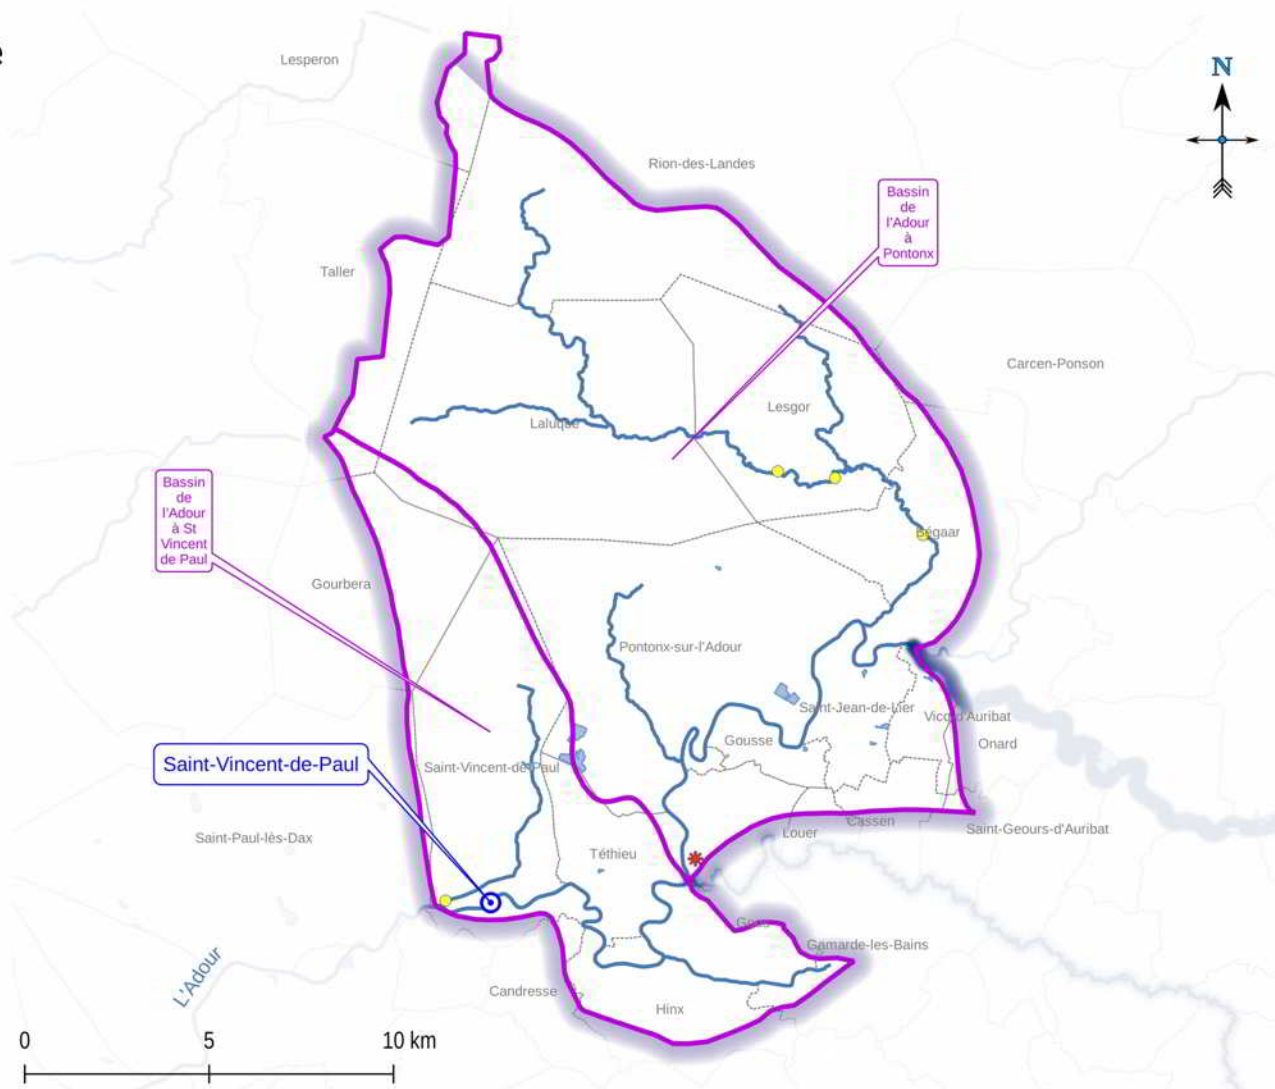 e
Lesperon
N
Rion-des-Landes
Bassin
de
l'Adour
à
Pontonx
Taller
Carcen-Ponson
Lesgor
Laluque
Bassin
de
l'Adour
à St
Vincent
de Paul
Bégaar
Gourbera
Pontonx-sur-l'Adour
Saint-Jean-de-Lier
Vicq-d'Auribat
Gousse
Onard
Saint-Vincent-de-Paul
Saint-Vincent-de-Paul
Saint-Paul-lès-Dax
Louer
Cassen
Saint-Geours-d'Auribat
Téthieu
Goos
Gamarde-les-Bains
L'Adour
Candresse
Hinx
0 5 10 km